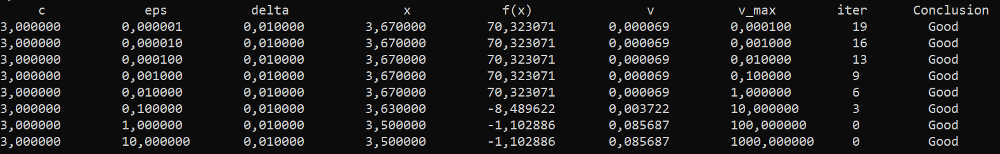 c eps delta x f(x) v v_max iter Conclusion
3,000000 0,000001 0,010000 3,670000 70,323071 0,000069 0,000100 19 Good
3,000000 0,000010 0,010000 3,670000 70,323071 0,000069 0,001000 16 Good
3,000000 0,000100 0,010000 3,670000 70,323071 0,000069 0,010000 13 Good
3,000000 0,001000 0,010000 3,670000 70,323071 0,000069 0,100000 9 Good
3,000000 0,010000 0,010000 3,670000 70,323071 0,000069 1,000000 6 Good
3,000000 0,100000 0,010000 3,630000 -8,489622 0,003722 10,000000 3 Good
3,000000 1,000000 0,010000 3,500000 -1,102886 0,085687 100,000000 0 Good
3,000000 10,000000 0,010000 3,500000 -1,102886 0,085687 1000,000000 0 Good